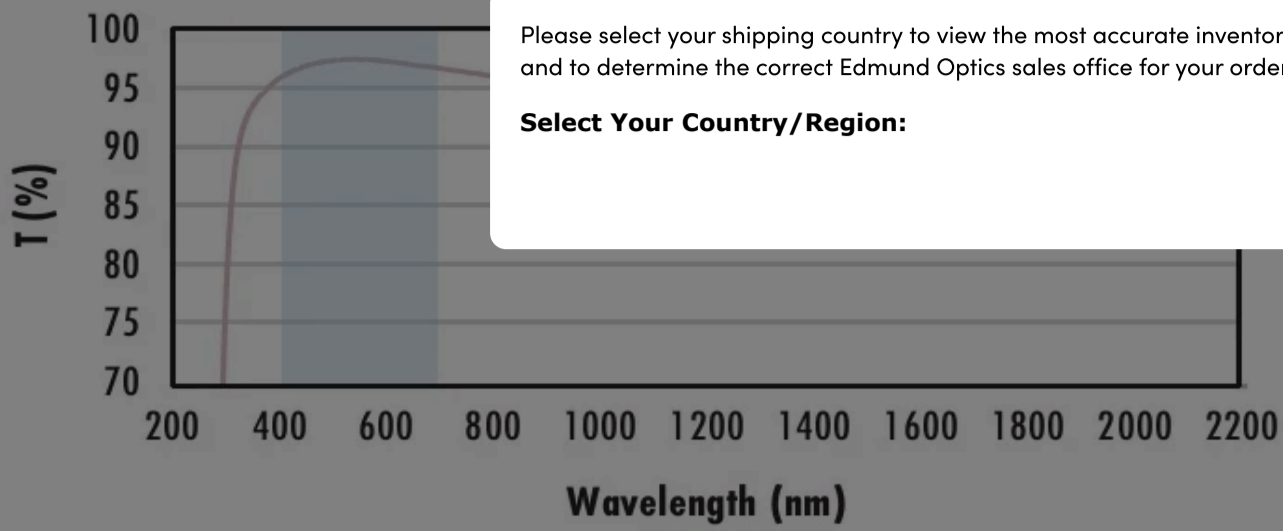 Please select your shipping country to view the most accurate inventor
and to determine the correct Edmund Optics sales office for your order
Select Your Country/Region:
100
95
90
85
80
75
70
T (%)
200 400 600 800 1000 1200 1400 1600 1800 2000 2200
Wavelength (nm)